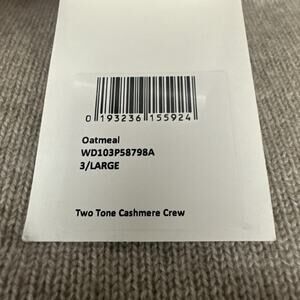 0 193236 155924
Oatmeal
WD103P58798A
3/LARGE
Two Tone Cashmere Crew